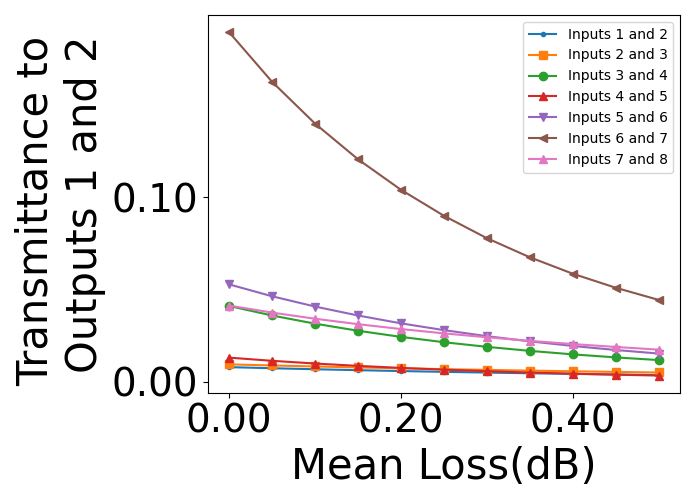 Transmittance to
Outputs 1 and 2
0.10
0.00
0.00
0.20
0.40
Mean Loss(dB)
Inputs 1 and 2
Inputs 2 and 3
Inputs 3 and 4
Inputs 4 and 5
Inputs 5 and 6
Inputs 6 and 7
Inputs 7 and 8